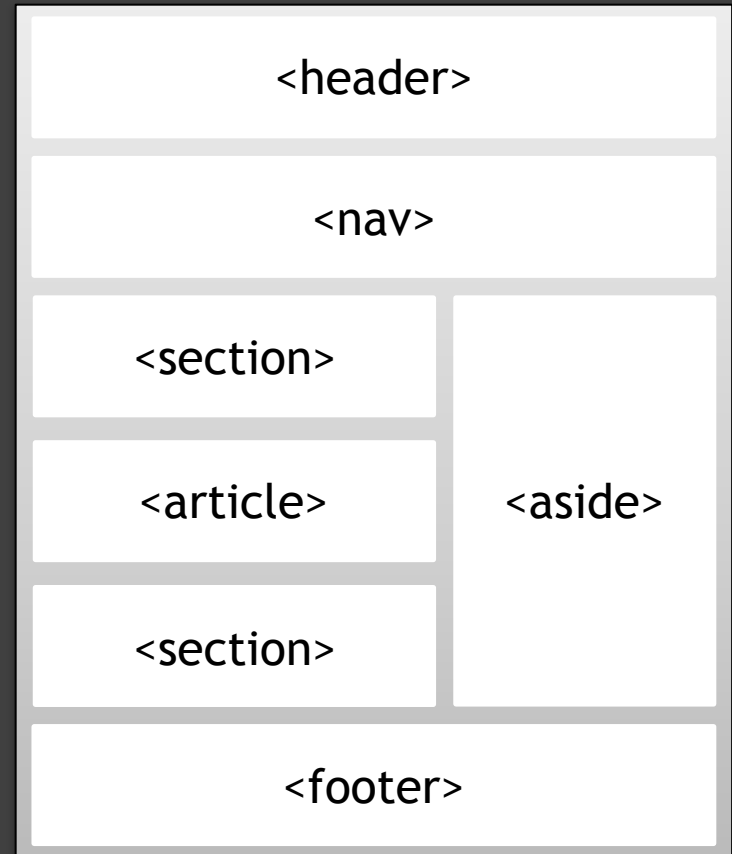 <header>
<nav>
<section>
<article>
<aside>
<section>
<footer>